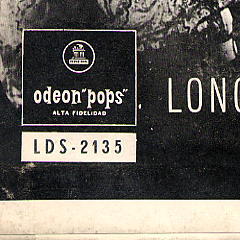 odeon "pops"
ALTA FIDELIDAD
LONG
LDS-2135